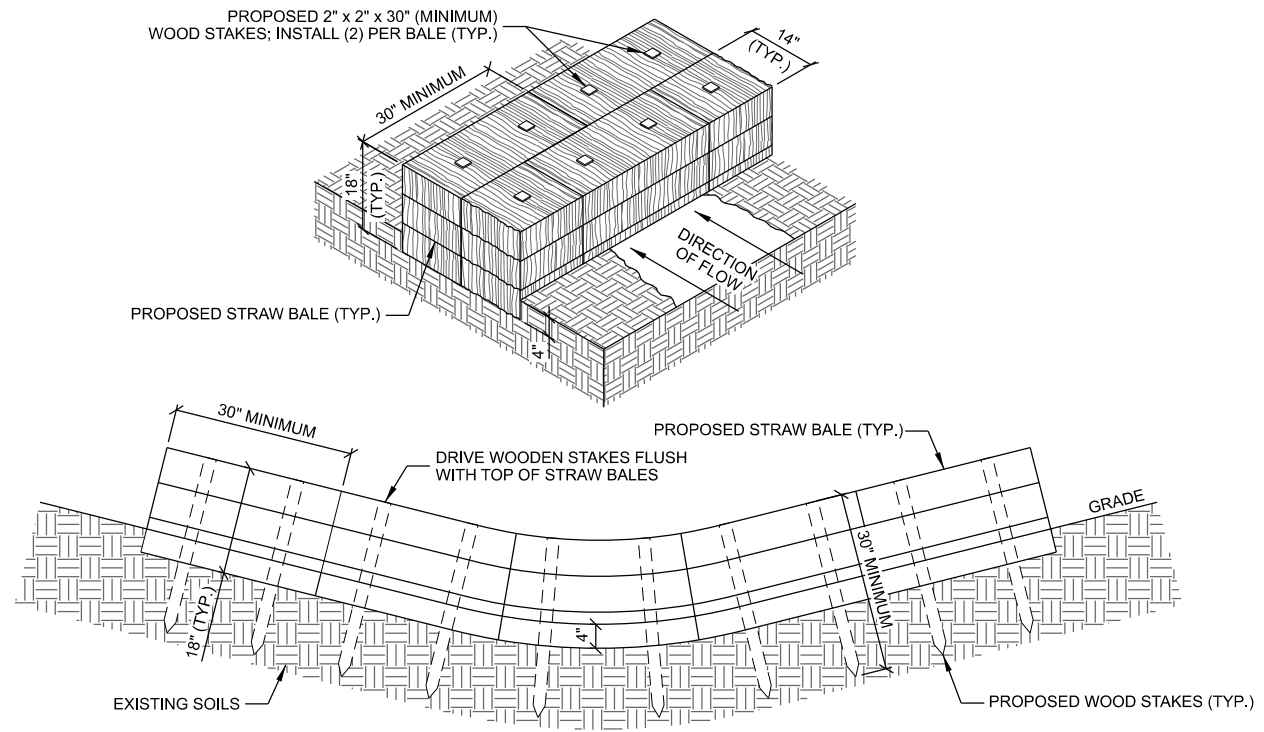 PROPOSED 2" x 2" x 30" (MINIMUM)
WOOD STAKES; INSTALL (2) PER BALE (TYP.)
14"
(TYP.)
30" MINIMUM
18"
(TYP.)
DIRECTION
OF FLOW
PROPOSED STRAW BALE (TYP.)
4"
30" MINIMUM
PROPOSED STRAW BALE (TYP.)
DRIVE WOODEN STAKES FLUSH
WITH TOP OF STRAW BALES
GRADE
30" MINIMUM
18" (TYP.)
4"
EXISTING SOILS
PROPOSED WOOD STAKES (TYP.)